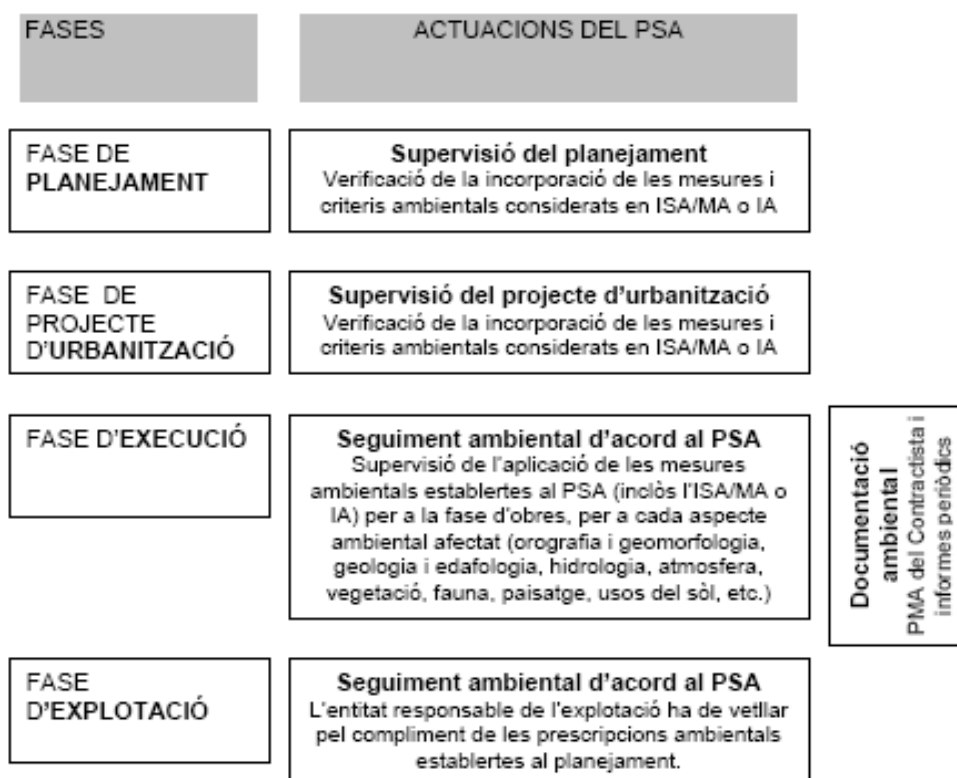 FASES
ACTUACIONS DEL PSA
FASE DE
PLANEJAMENT
Supervisió del planejament
Verificació de la incorporació de les mesures i
criteris ambientals considerats en ISA/MA o IA
FASE DE
PROJECTE
D'URBANITZACIÓ
Supervisió del projecte d'urbanització
Verificació de la incorporació de les mesures i
criteris ambientals considerats en ISA/MA o IA
FASE D'EXECUCIÓ
Seguiment ambiental d'acord al PSA
Supervisió de l'aplicació de les mesures
ambientals establertes al PSA (inclòs l'ISA/MA o
IA) per a la fase d'obres, per a cada aspecte
ambiental afectat (orografia i geomorfologia,
geologia i edafologia, hidrologia, atmosfera,
vegetació, fauna, paisatge, usos del sòl, etc.)
Documentació
ambiental
PMA del Contractista i
informes periòdics
FASE
D'EXPLOTACIÓ
Seguiment ambiental d'acord al PSA
L'entitat responsable de l'explotació ha de vetllar
pel compliment de les prescripcions ambientals
establertes al planejament.